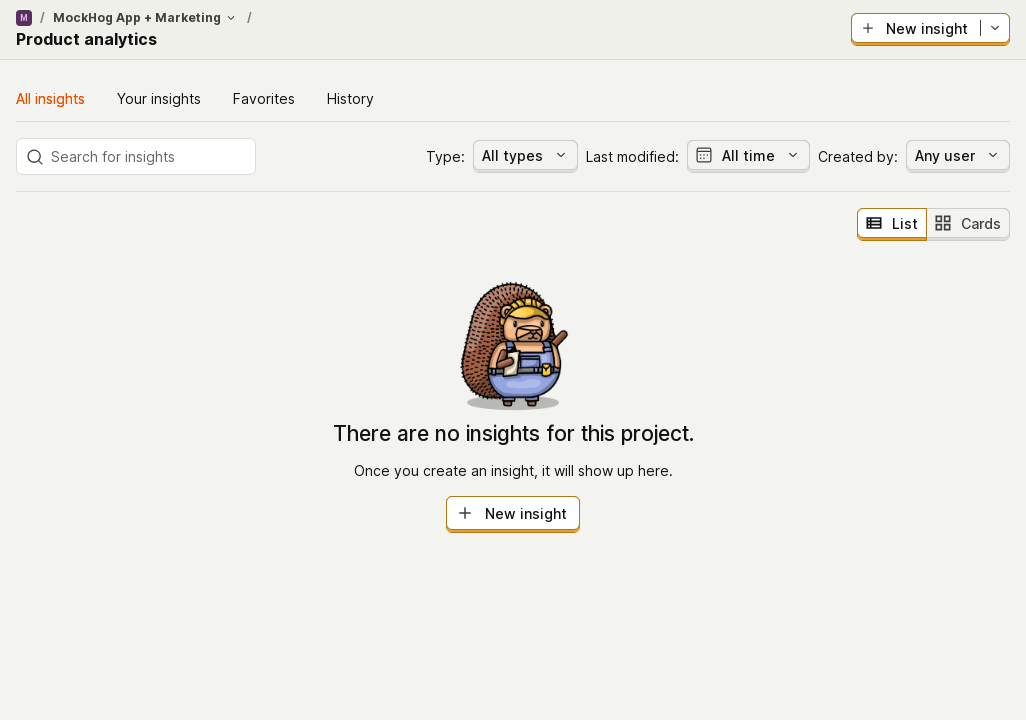 M / MockHog App + Marketing /
Product analytics
New insight
All insights Your insights Favorites History
Search for insights Type: All types Last modified: All time Created by: Any user
List Cards
There are no insights for this project.
Once you create an insight, it will show up here.
New insight